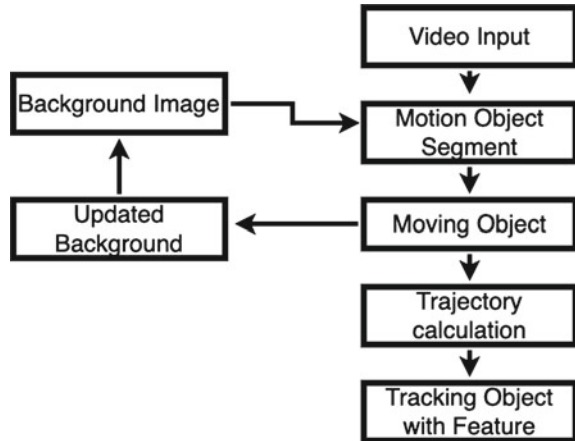 Video Input
Background Image
Motion Object
Segment
Updated
Background
Moving Object
Trajectory
calculation
Tracking Object
with Feature